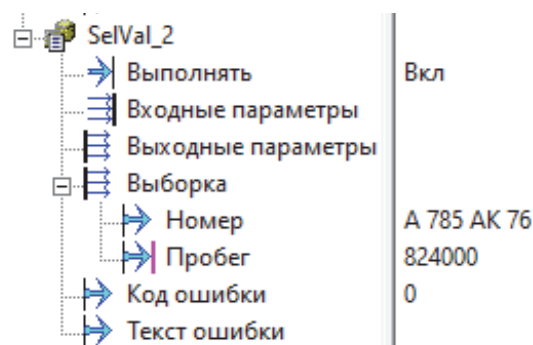 SelVal_2
Выполнять Вкл
Входные параметры
Выходные параметры
Выборка
Номер А 785 АК 76
Пробег 824000
Код ошибки 0
Текст ошибки